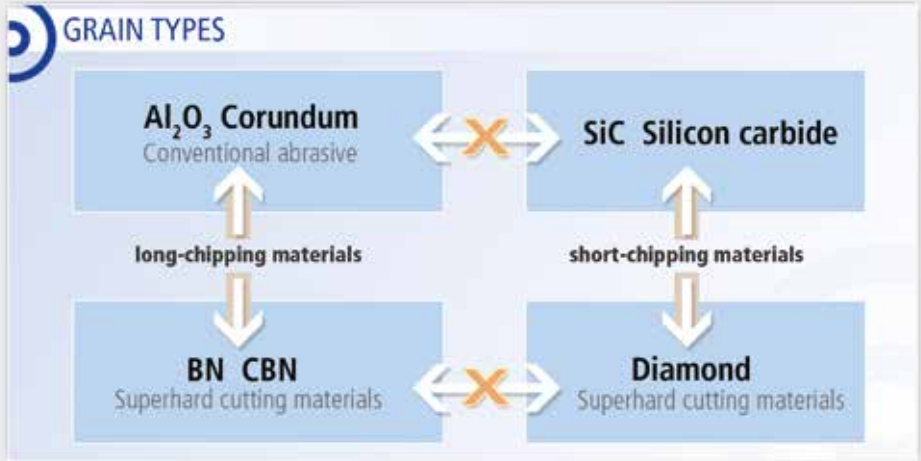 GRAIN TYPES
Al₂O₃ Corundum
Conventional abrasive
X
SiC Silicon carbide
long-chipping materials
short-chipping materials
BN CBN
Superhard cutting materials
X
Diamond
Superhard cutting materials